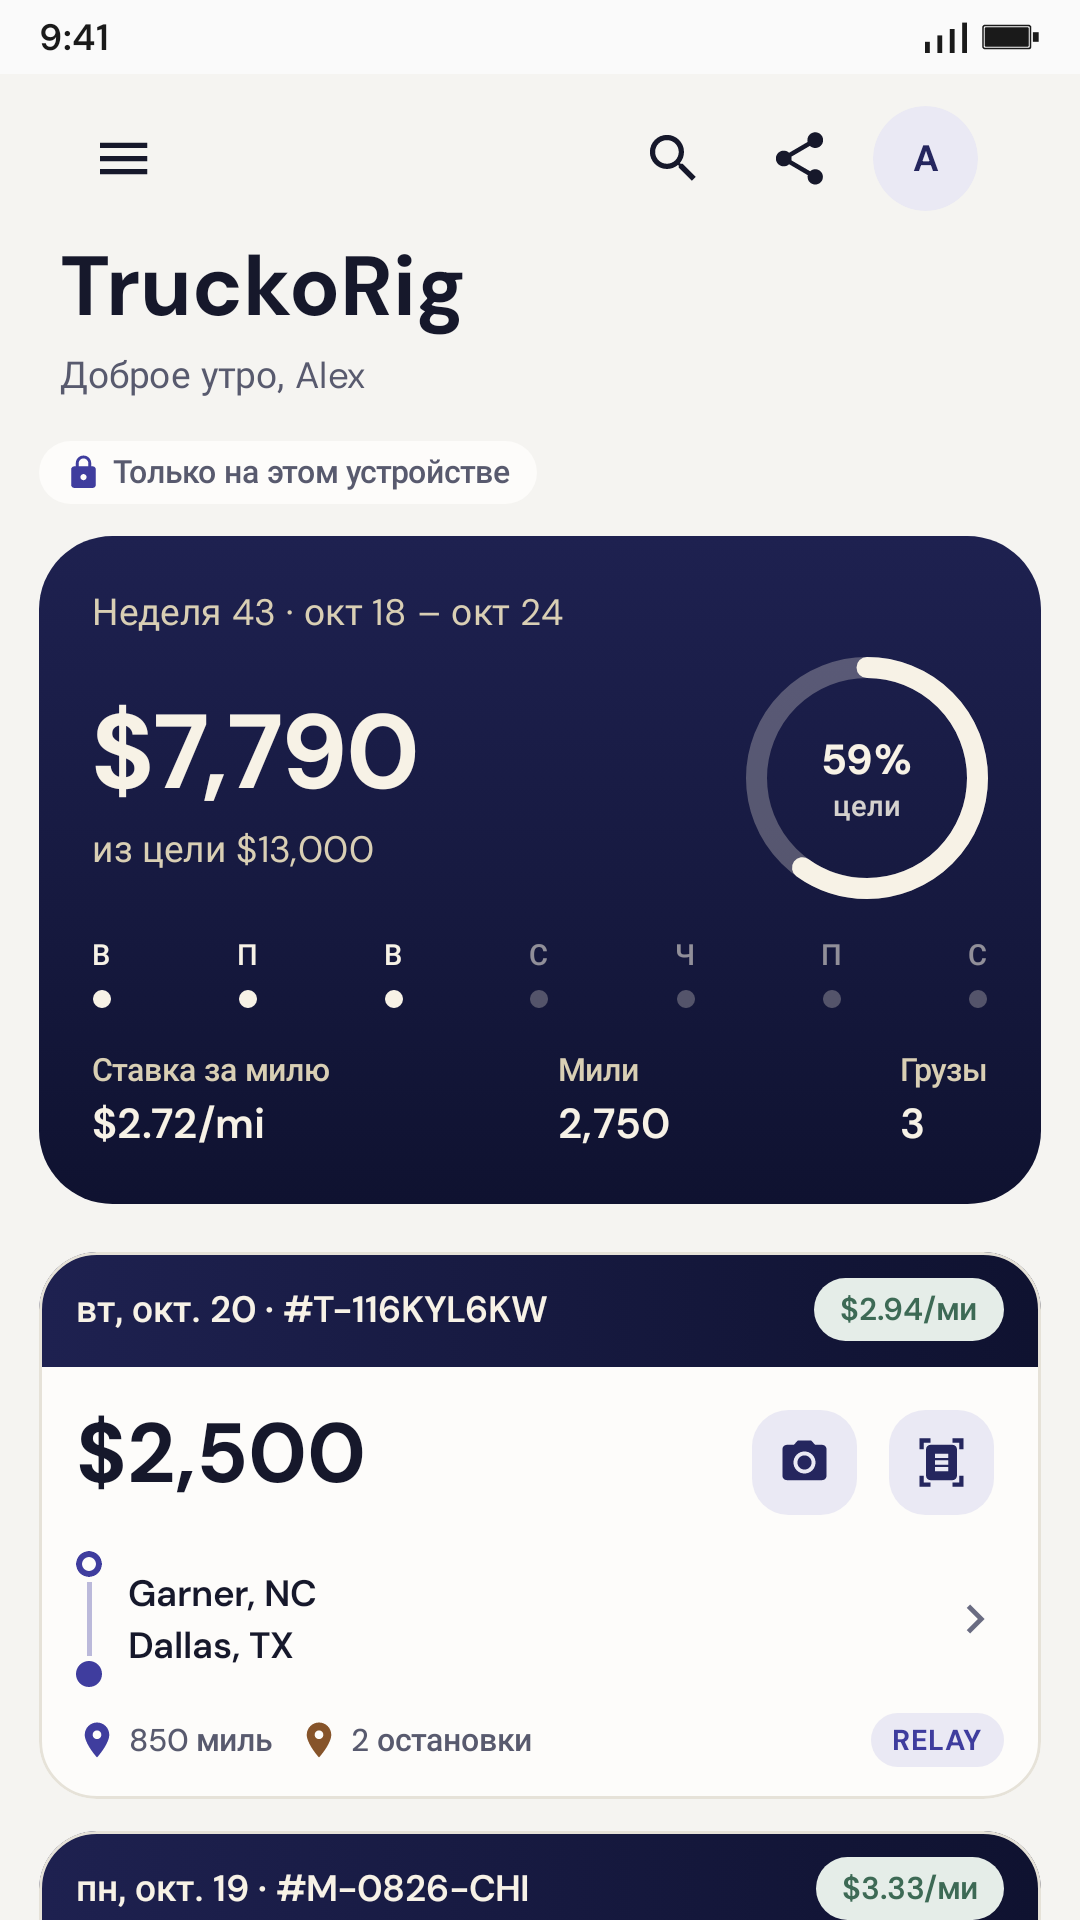 9:41
A
TruckoRig
Доброе утро, Alex
Только на этом устройстве
Неделя 43 · окт 18 – окт 24
$7,790
из цели $13,000
59%
цели
В П В С Ч П С
Ставка за милю Мили Грузы
$2.72/mi 2,750 3
вт, окт. 20 · #T-116KYL6KW $2.94/ми
$2,500
Garner, NC
Dallas, TX
850 миль 2 остановки RELAY
пн, окт. 19 · #M-0826-CHI $3.33/ми